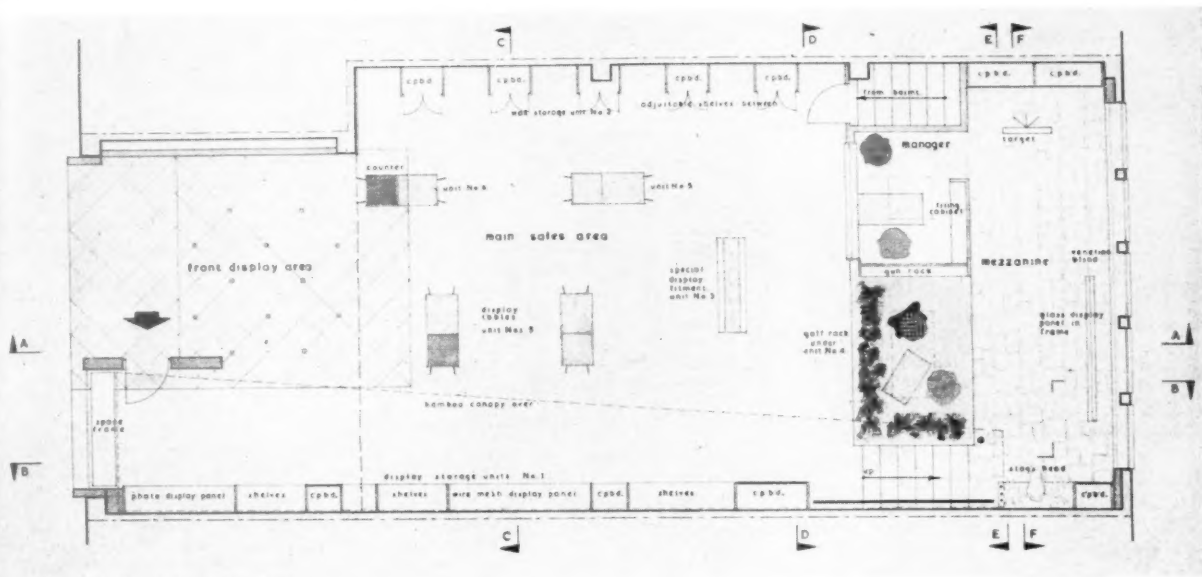 C
D
E
F
cpbd.
cpbd.
cpbd.
cpbd.
cpbd.
cpbd.
wall storage unit No 2
adjustable shelves between
from basmt.
manager
target
counter
unit No 4
unit No 5
main sales area
filing
cabinet
mezzanine
venetian
blind
front display area
gun rack
special
display
fitment
unit No 3
display
tables
unit Nos 5
golf rack
under
unit No 4
glass display
panel in
frame
A
A
B
bamboo canopy over
space
frame
B
up
stags head
display storage units No. 1
photo display panel
shelves
cpbd.
shelves
wire mesh display panel
cpbd.
shelves
cpbd.
cpbd.
C
D
E
F